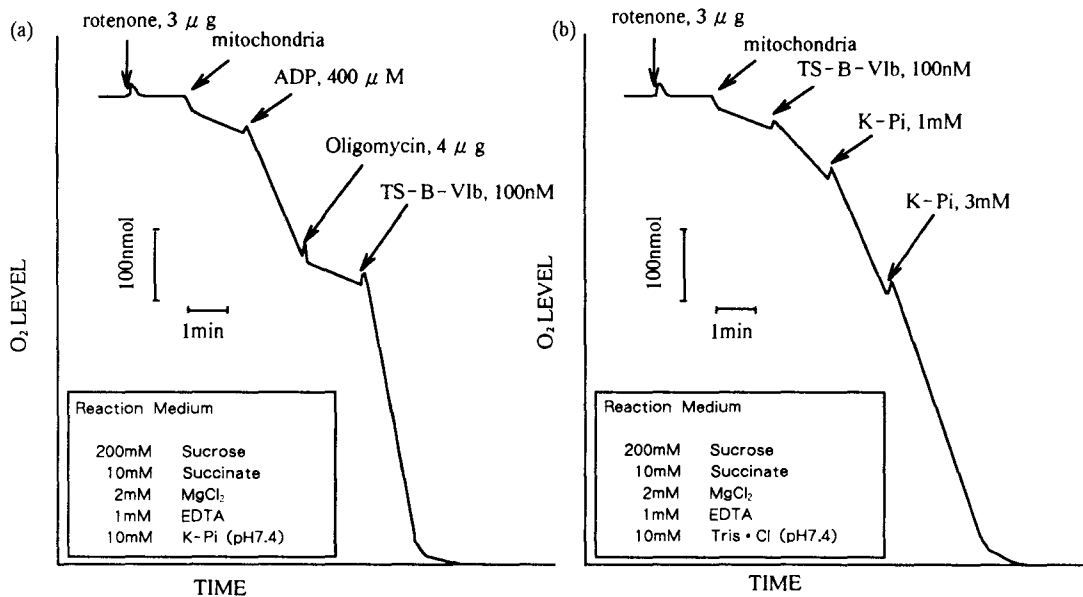 (a)
rotenone, 3 μ g
mitochondria
ADP, 400 μ M
Oligomycin, 4 μ g
TS-B-VIb, 100nM
100nmol
1min
O₂ LEVEL
Reaction Medium
200mM Sucrose
10mM Succinate
2mM MgCl₂
1mM EDTA
10mM K-Pi (pH7.4)
TIME
(b)
rotenone, 3 μ g
mitochondria
TS-B-VIb, 100nM
K-Pi, 1mM
K-Pi, 3mM
100nmol
1min
O₂ LEVEL
Reaction Medium
200mM Sucrose
10mM Succinate
2mM MgCl₂
1mM EDTA
10mM Tris·Cl (pH7.4)
TIME